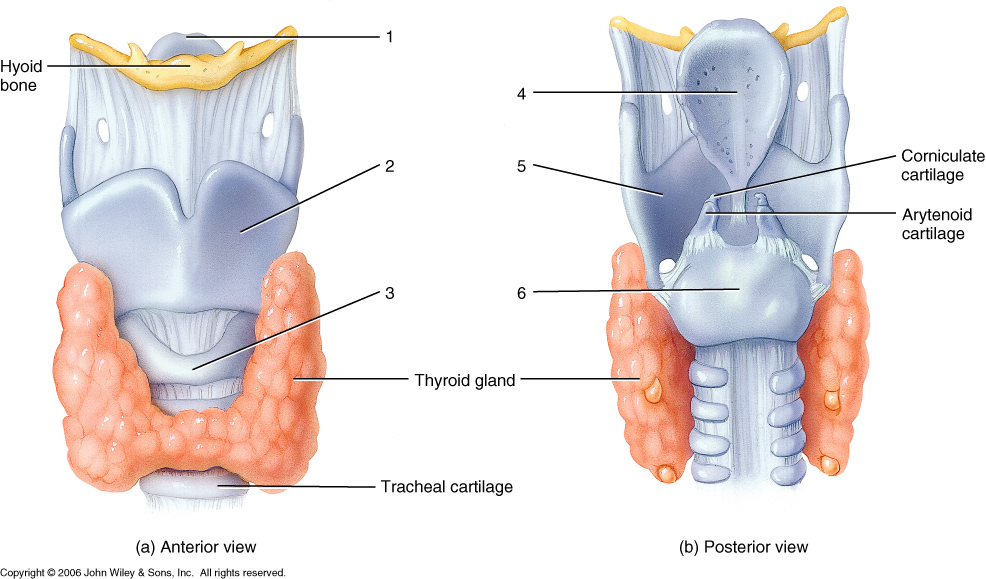 1
Hyoid
bone
4
Corniculate
cartilage
2
5
Arytenoid
cartilage
3
6
Thyroid gland
Tracheal cartilage
(a) Anterior view
(b) Posterior view
Copyright © 2006 John Wiley & Sons, Inc. All rights reserved.